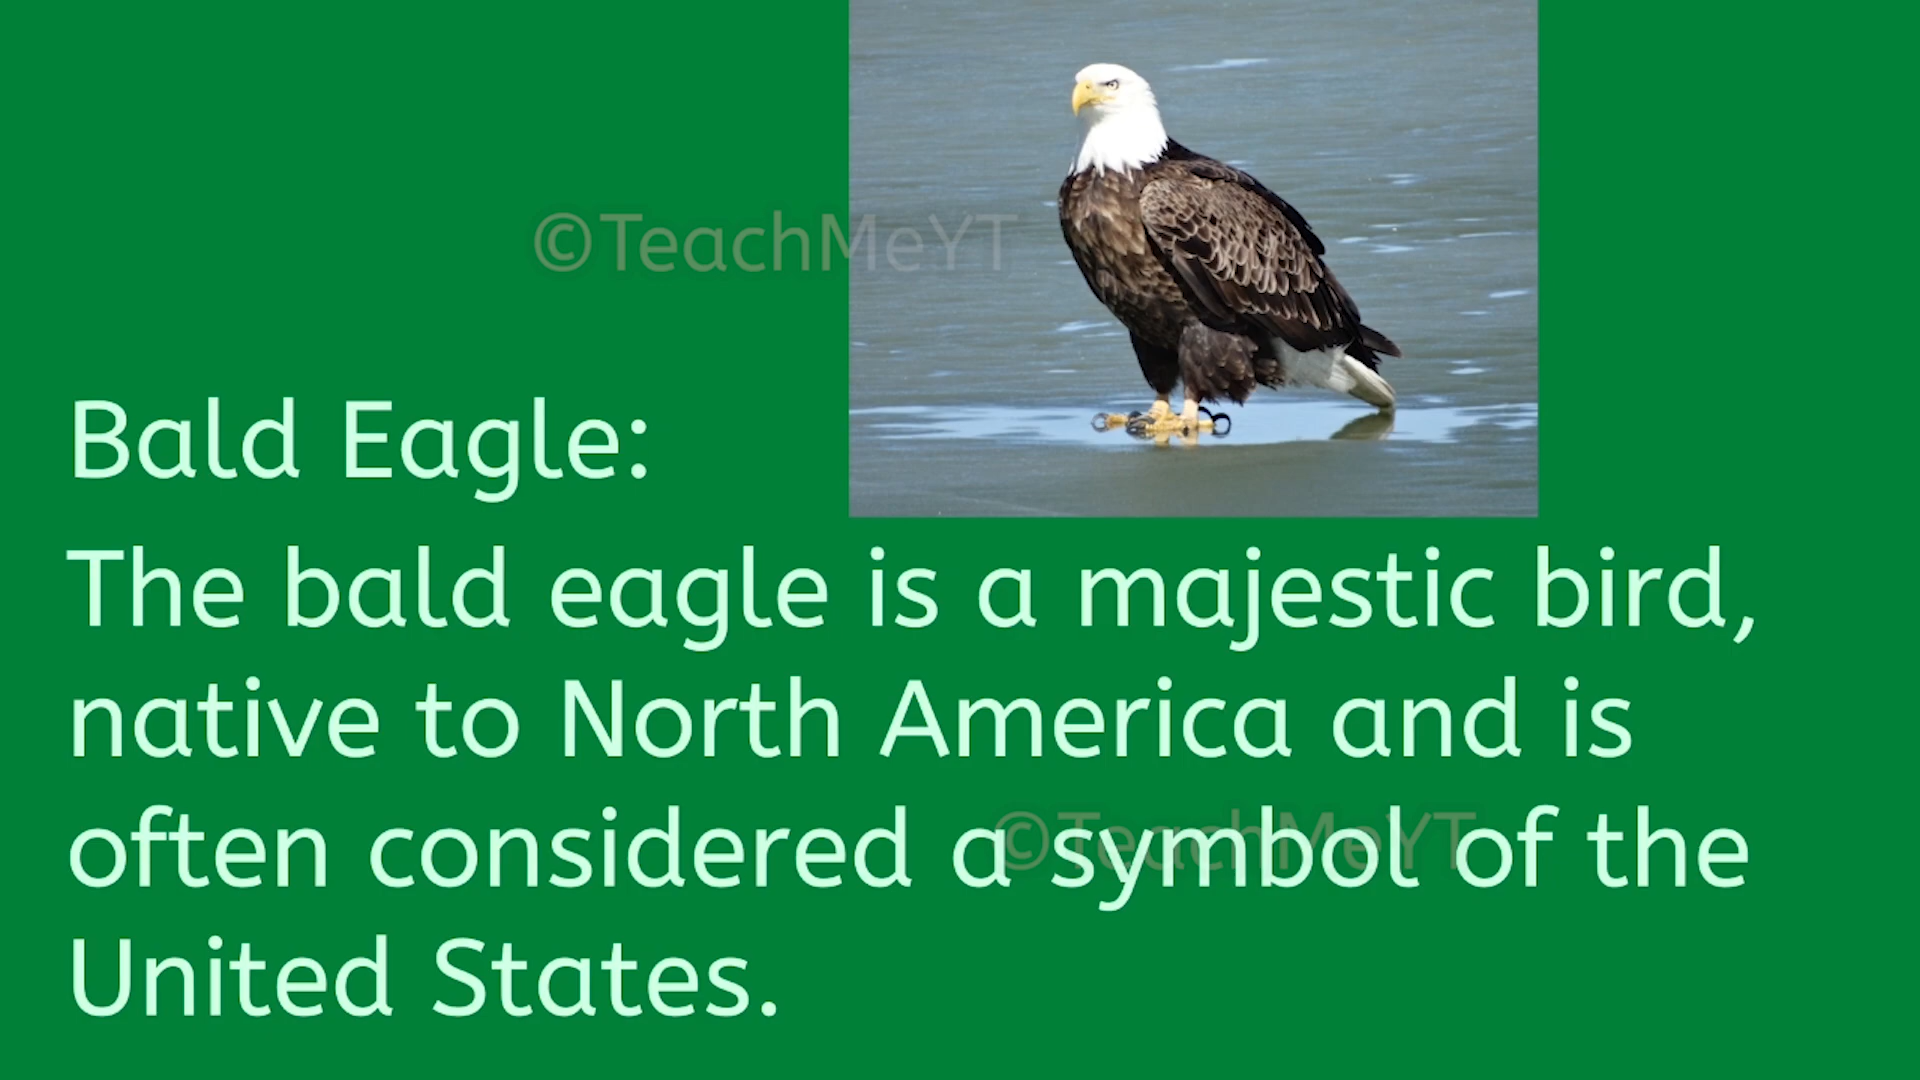 ©TeachMeYT
Bald Eagle:
The bald eagle is a majestic bird,
native to North America and is
often considered a symbol of the
©TeachMeYT
United States.